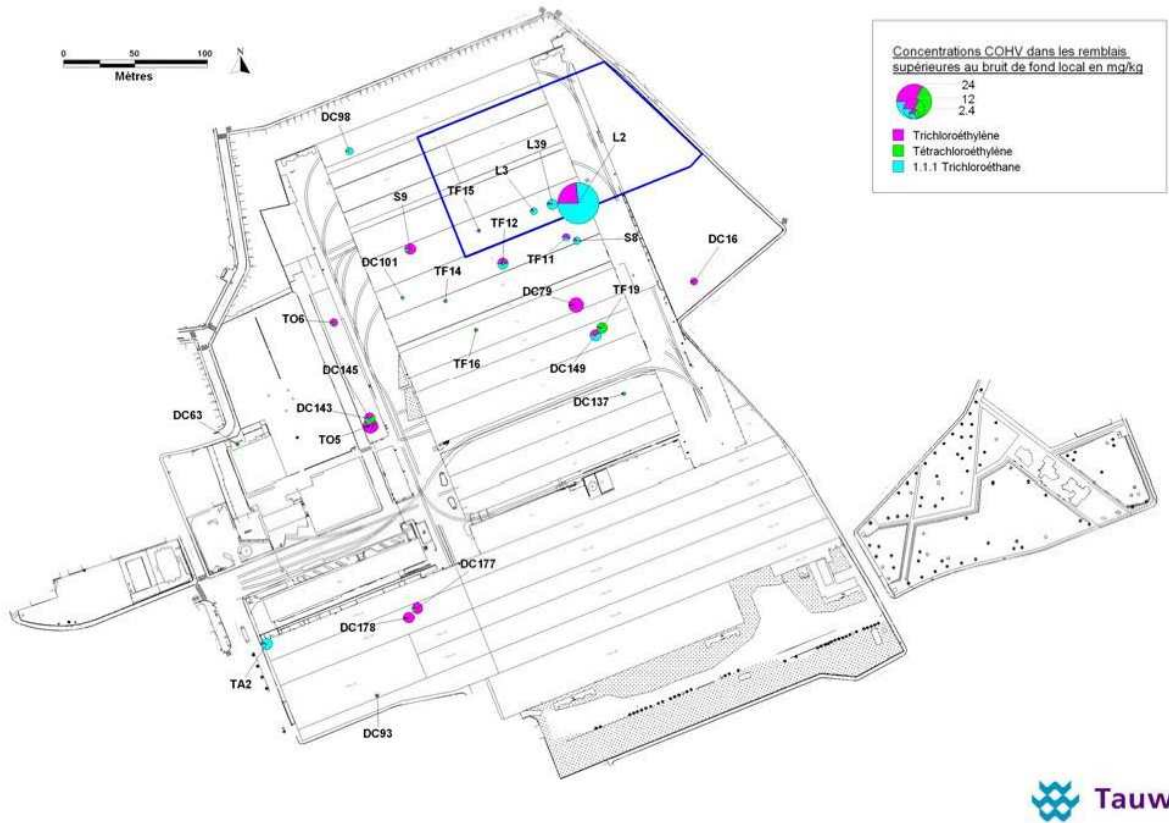 0 50 100
Mètres
N
Concentrations COHV dans les remblais
supérieures au bruit de fond local en mg/kg
24
12
2.4
Trichloroéthylène
Tétrachloroéthylène
1.1.1 Trichloroéthane
DC98
L2
L39
L3
TF15
S9
TF12
S8
TF11
DC16
DC101
TF14
DC79
TF19
TO6
TF16
DC145
DC149
DC143
DC137
DC63
TO5
DC177
DC178
TA2
DC93
Tauw